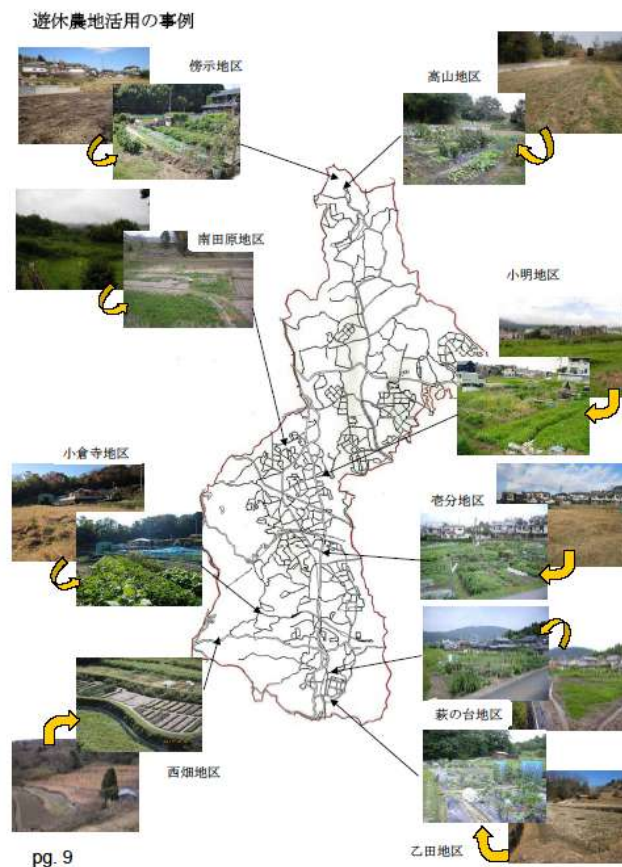 遊休農地活用の事例
傍示地区
高山地区
南田原地区
小明地区
小倉寺地区
壱分地区
萩の台地区
西畑地区
乙田地区
pg. 9